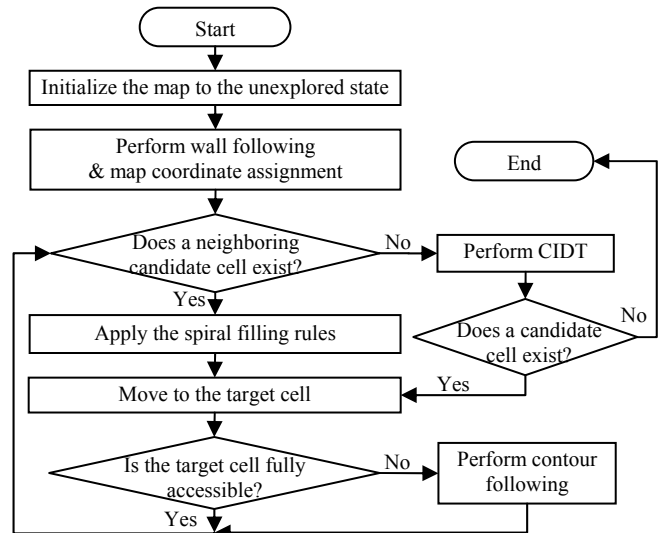 Start
Initialize the map to the unexplored state
Perform wall following
& map coordinate assignment
End
Does a neighboring
candidate cell exist?
No
Perform CIDT
Yes
Apply the spiral filling rules
Does a candidate
cell exist?
No
Yes
Move to the target cell
Is the target cell fully
accessible?
No
Perform contour
following
Yes